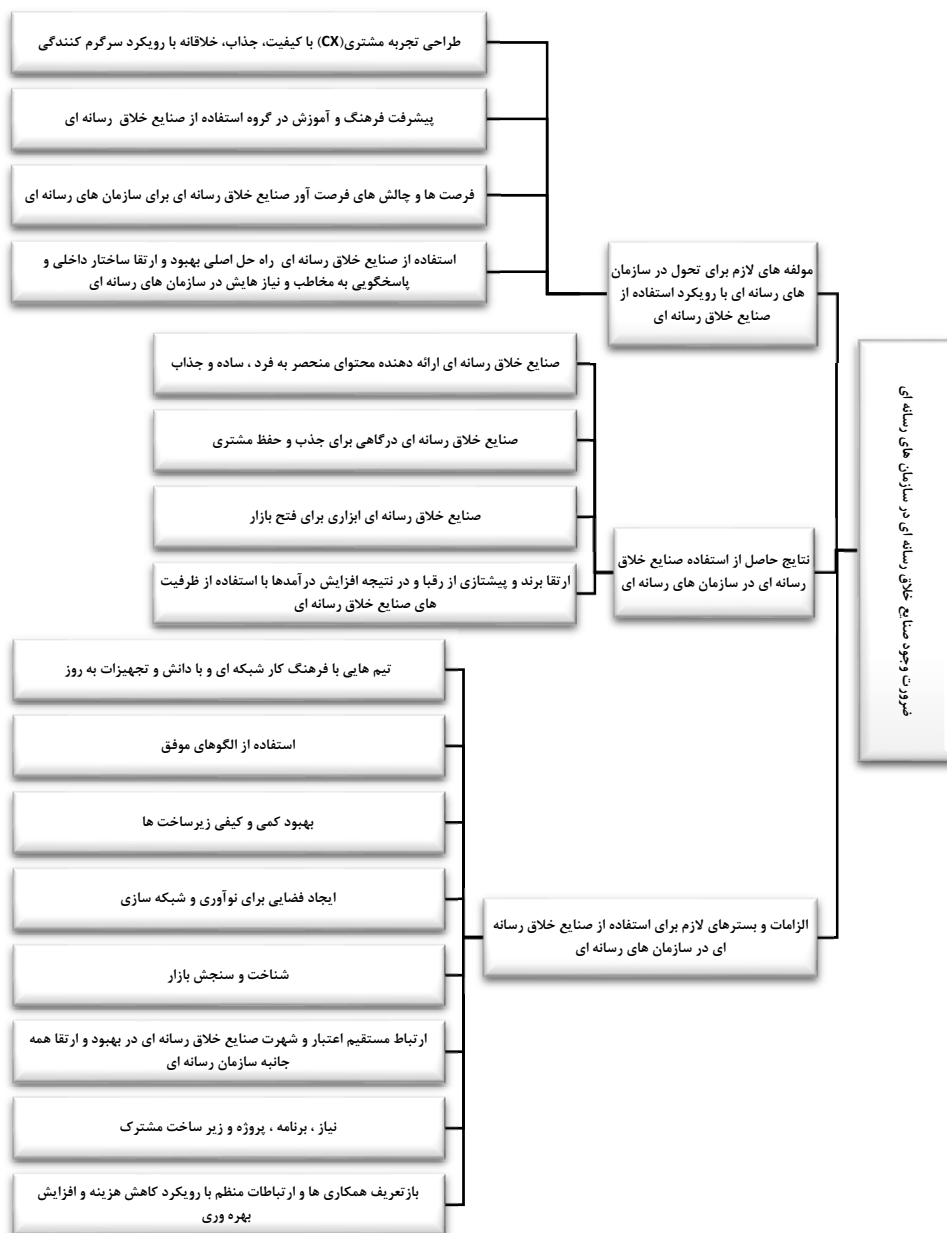 ضرورت وجود صنایع خلاق رسانه ای در سازمان های رسانه ای
مولفه های لازم برای تحول در سازمان
های رسانه ای با رویکرد استفاده از
صنایع خلاق رسانه ای
طراحی تجربه مشتری(CX) با کیفیت، جذاب، خلاقانه با رویکرد سرگرم کنندگی
پیشرفت فرهنگ و آموزش در گروه استفاده از صنایع خلاق رسانه ای
فرصت ها و چالش های فرصت آور صنایع خلاق رسانه ای برای سازمان های رسانه ای
استفاده از صنایع خلاق رسانه ای راه حل اصلی بهبود و ارتقا ساختار داخلی و
پاسخگویی به مخاطب و نیاز هایش در سازمان های رسانه ای
نتایج حاصل از استفاده صنایع خلاق
رسانه ای در سازمان های رسانه ای
صنایع خلاق رسانه ای ارائه دهنده محتوای منحصر به فرد ، ساده و جذاب
صنایع خلاق رسانه ای درگاهی برای جذب و حفظ مشتری
صنایع خلاق رسانه ای ابزاری برای فتح بازار
ارتقا برند و پیشتازی از رقبا و در نتیجه افزایش درآمدها با استفاده از ظرفیت
های صنایع خلاق رسانه ای
الزامات و بسترهای لازم برای استفاده از صنایع خلاق رسانه
ای در سازمان های رسانه ای
تیم هایی با فرهنگ کار شبکه ای و با دانش و تجهیزات به روز
استفاده از الگوهای موفق
بهبود کمی و کیفی زیرساخت ها
ایجاد فضایی برای نوآوری و شبکه سازی
شناخت و سنجش بازار
ارتباط مستقیم اعتبار و شهرت صنایع خلاق رسانه ای در بهبود و ارتقا همه
جانبه سازمان رسانه ای
نیاز ، برنامه ، پروژه و زیر ساخت مشترک
بازتعریف همکاری ها و ارتباطات منظم با رویکرد کاهش هزینه و افزایش
بهره وری